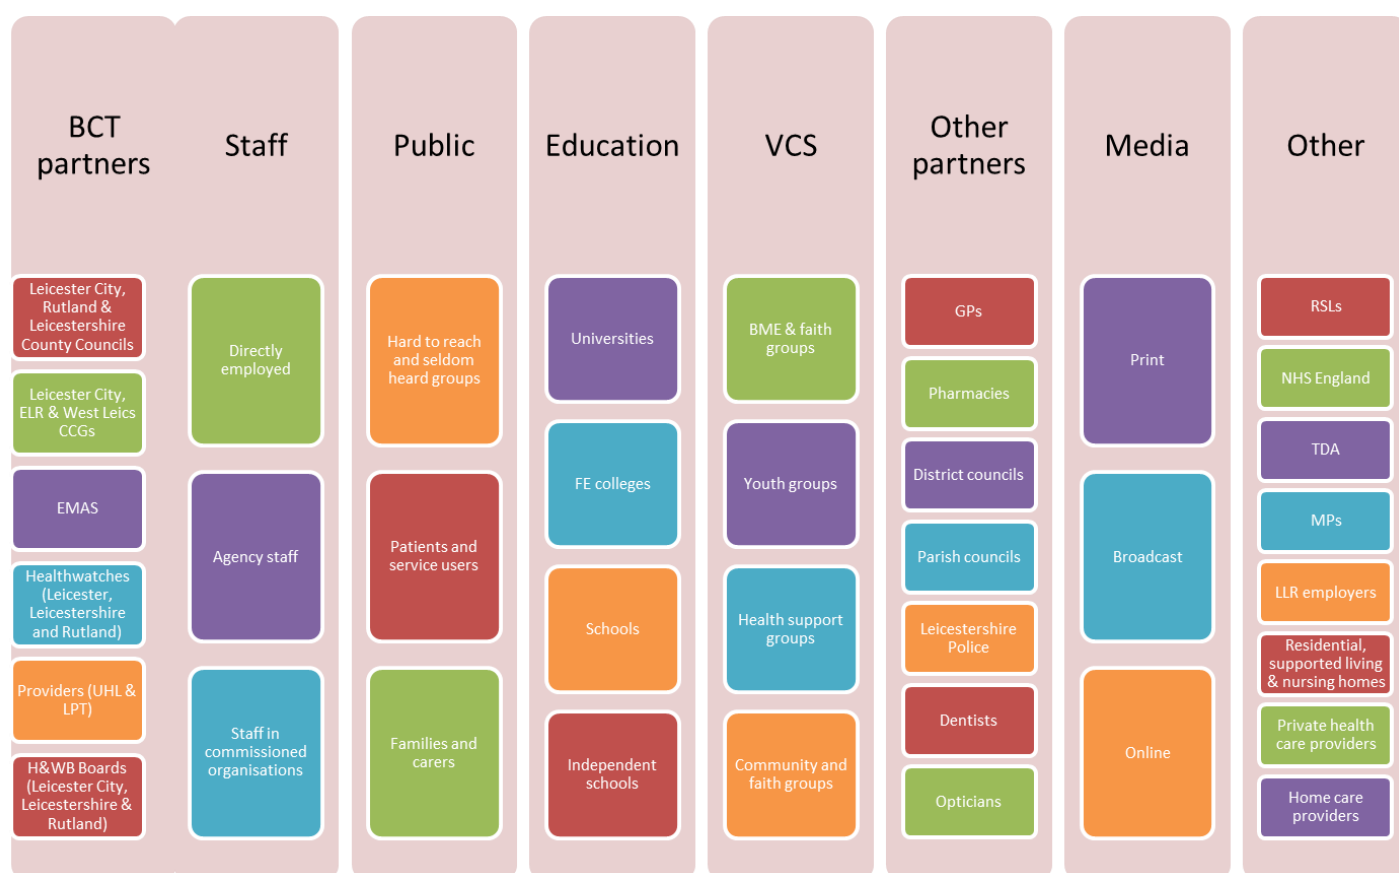 BCT
partners
Leicester City,
Rutland &
Leicestershire
County Councils
Leicester City,
ELR & West Leics
CCGs
EMAS
Healthwatches
(Leicester,
Leicestershire
and Rutland)
Providers (UHL &
LPT)
H&WB Boards
(Leicester City,
Leicestershire &
Rutland)
Staff
Directly
employed
Agency staff
Staff in
commissioned
organisations
Public
Hard to reach
and seldom
heard groups
Patients and
service users
Families and
carers
Education
Universities
FE colleges
Schools
Independent
schools
VCS
BME & faith
groups
Youth groups
Health support
groups
Community and
faith groups
Other
partners
GPs
Pharmacies
District councils
Parish councils
Leicestershire
Police
Dentists
Opticians
Media
Print
Broadcast
Online
Other
RSLs
NHS England
TDA
MPs
LLR employers
Residential,
supported living
& nursing homes
Private health
care providers
Home care
providers